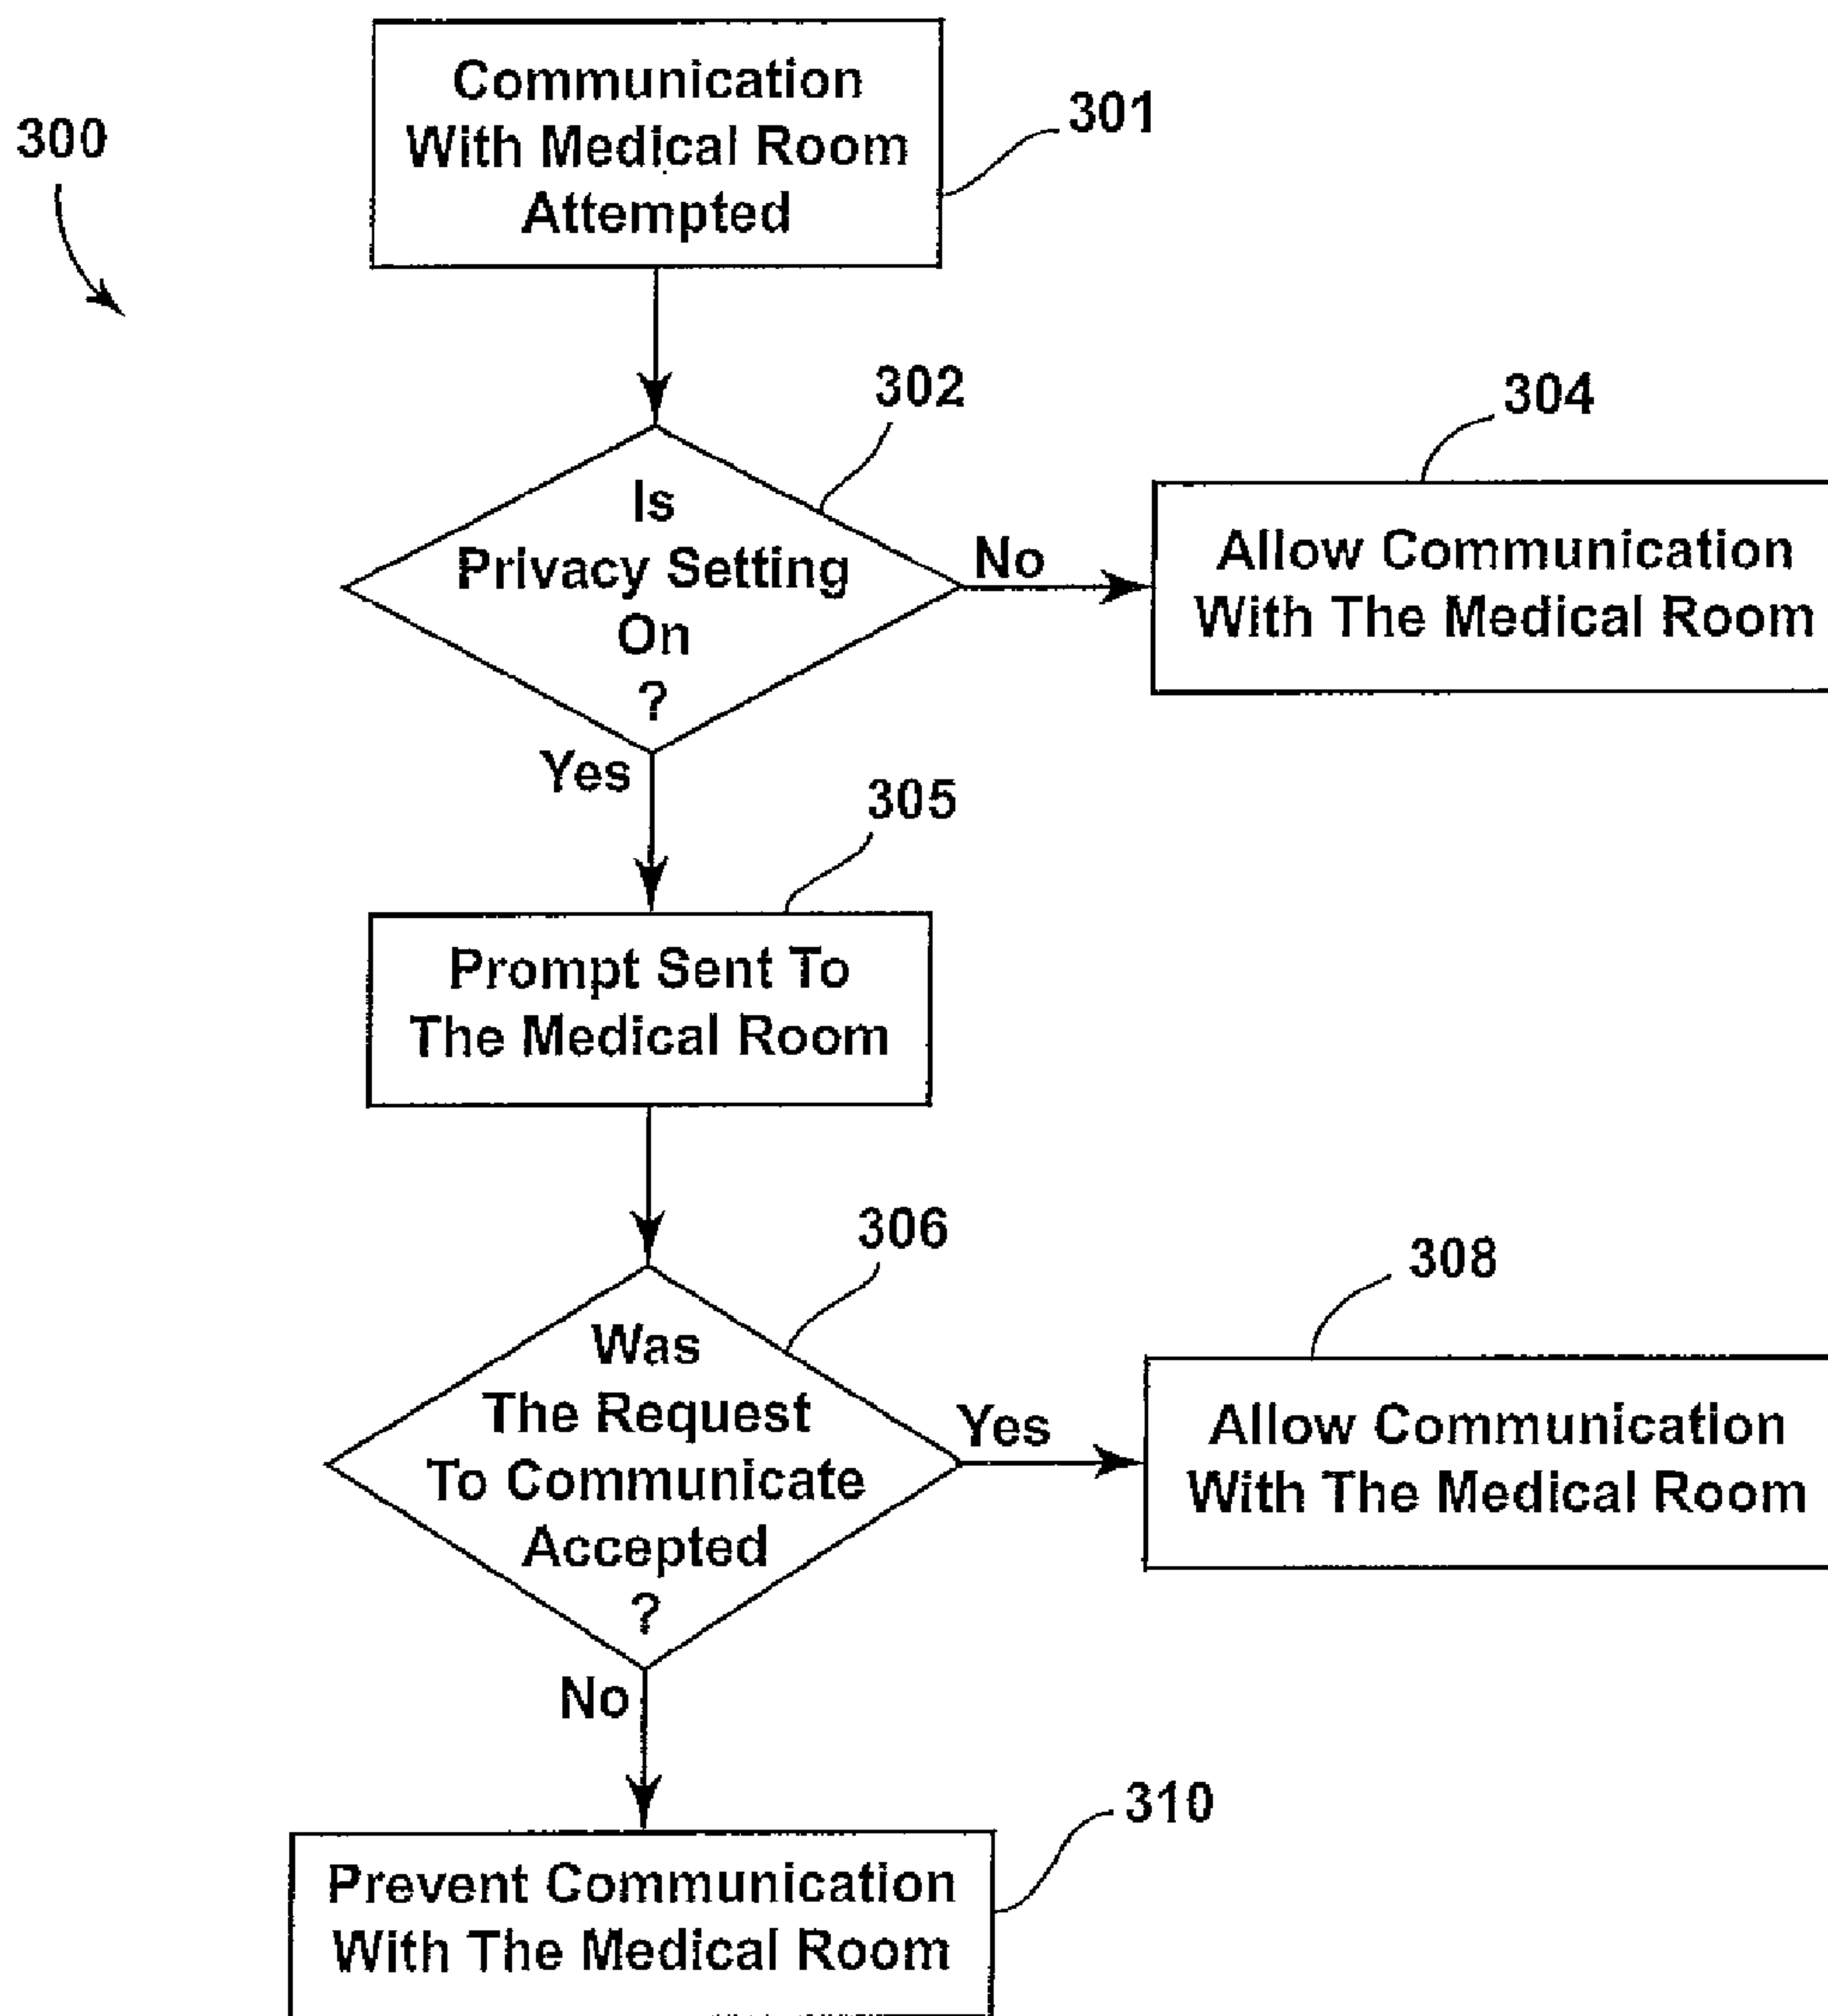 300
Communication
With Medical Room
Attempted
301
302
Is
Privacy Setting
On
?
No
304
Allow Communication
With The Medical Room
Yes
305
Prompt Sent To
The Medical Room
306
Was
The Request
To Communicate
Accepted
?
Yes
308
Allow Communication
With The Medical Room
No
310
Prevent Communication
With The Medical Room